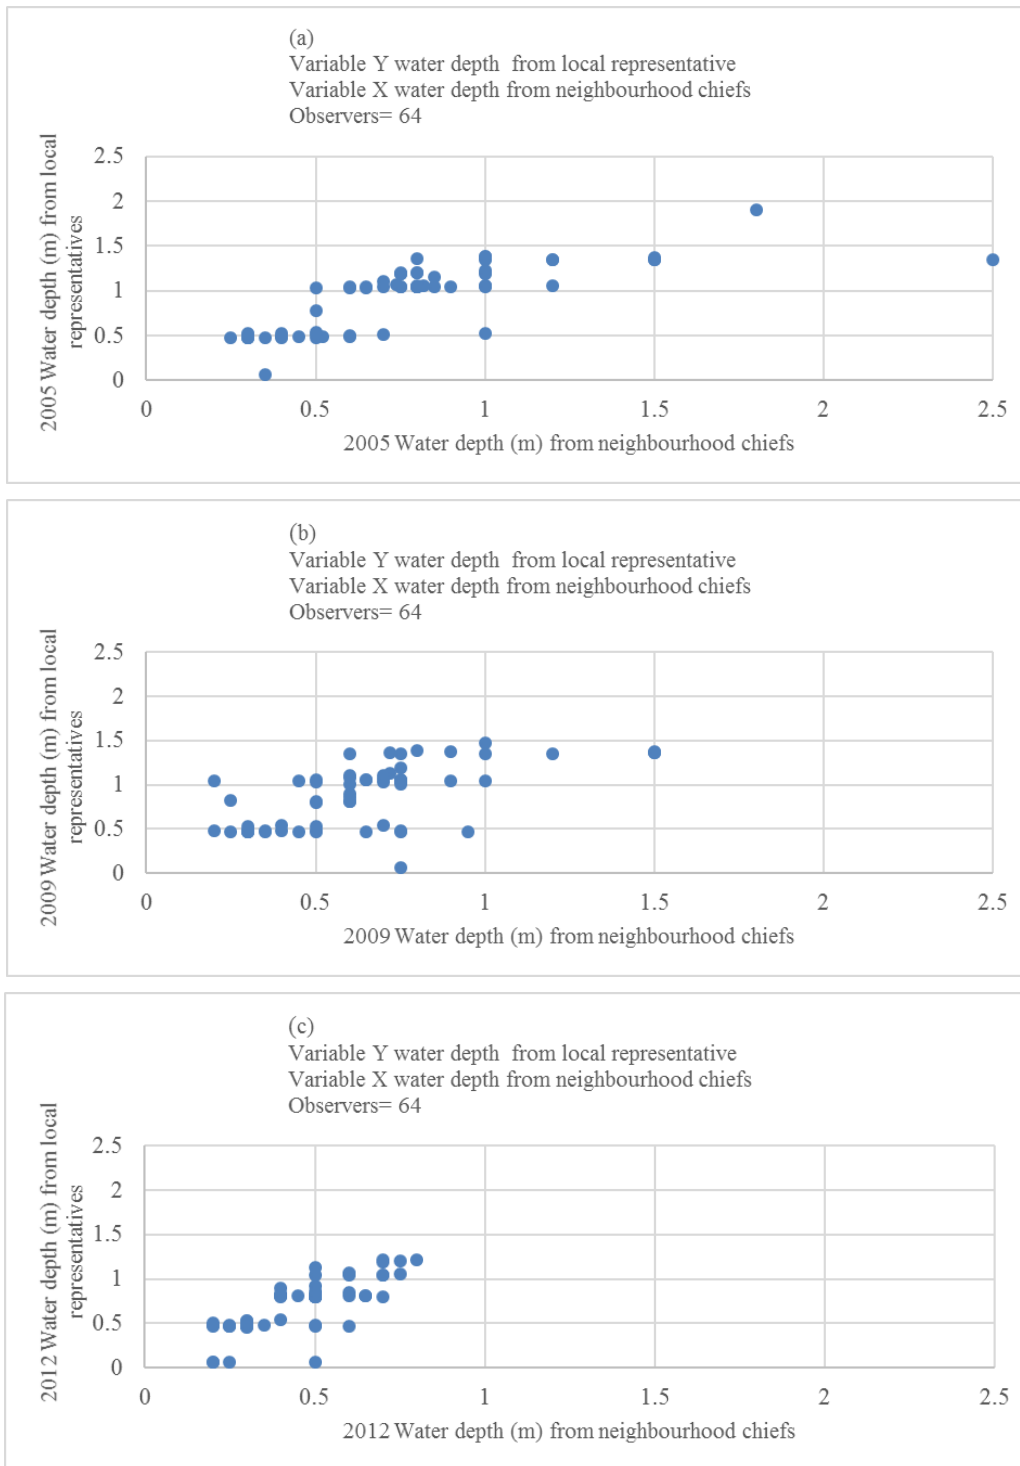 (a)
Variable Y water depth  from local representative
Variable X water depth from neighbourhood chiefs
Observers= 64
2005 Water depth (m) from local
representatives
2.5
2
1.5
1
0.5
0
0 0.5 1 1.5 2 2.5
2005 Water depth (m) from neighbourhood chiefs
(b)
Variable Y water depth  from local representative
Variable X water depth from neighbourhood chiefs
Observers= 64
2009 Water depth (m) from local
representatives
2.5
2
1.5
1
0.5
0
0 0.5 1 1.5 2 2.5
2009 Water depth (m) from neighbourhood chiefs
(c)
Variable Y water depth  from local representative
Variable X water depth from neighbourhood chiefs
Observers= 64
2012 Water depth (m) from local
representatives
2.5
2
1.5
1
0.5
0
0 0.5 1 1.5 2 2.5
2012 Water depth (m) from neighbourhood chiefs